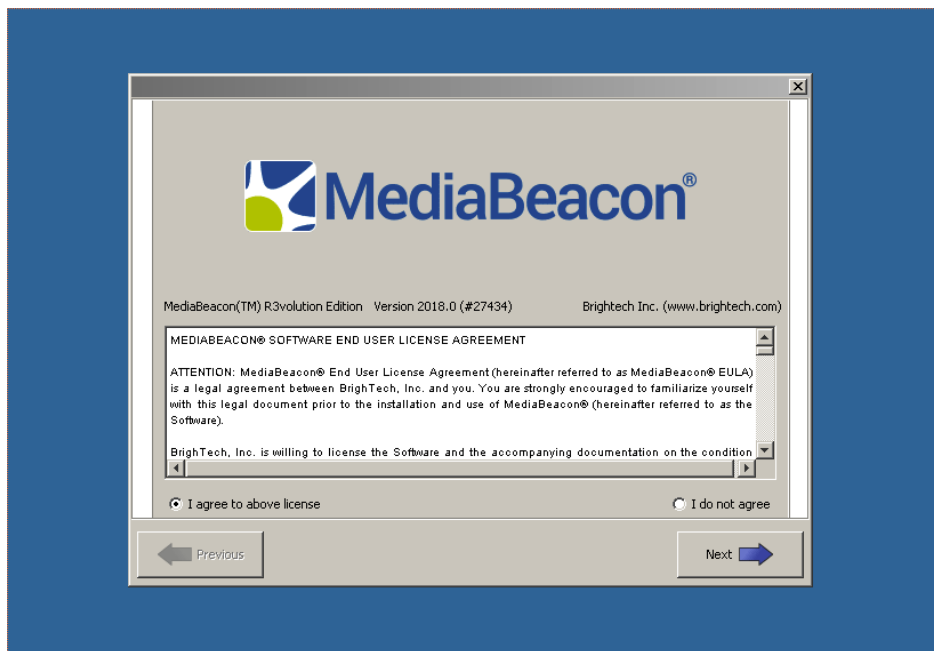 MediaBeacon®
MediaBeacon(TM) R3volution Edition Version 2018.0 (#27434) Brightech Inc. (www.brightech.com)
MEDIABEACON® SOFTWARE END USER LICENSE AGREEMENT
ATTENTION: MediaBeacon® End User License Agreement (hereinafter referred to as MediaBeacon® EULA)
is a legal agreement between BrighTech, Inc. and you. You are strongly encouraged to familiarize yourself
with this legal document prior to the installation and use of MediaBeacon® (hereinafter referred to as the
Software).
BrighTech, Inc. is willing to license the Software and the accompanying documentation on the condition
I agree to above license I do not agree
Previous Next